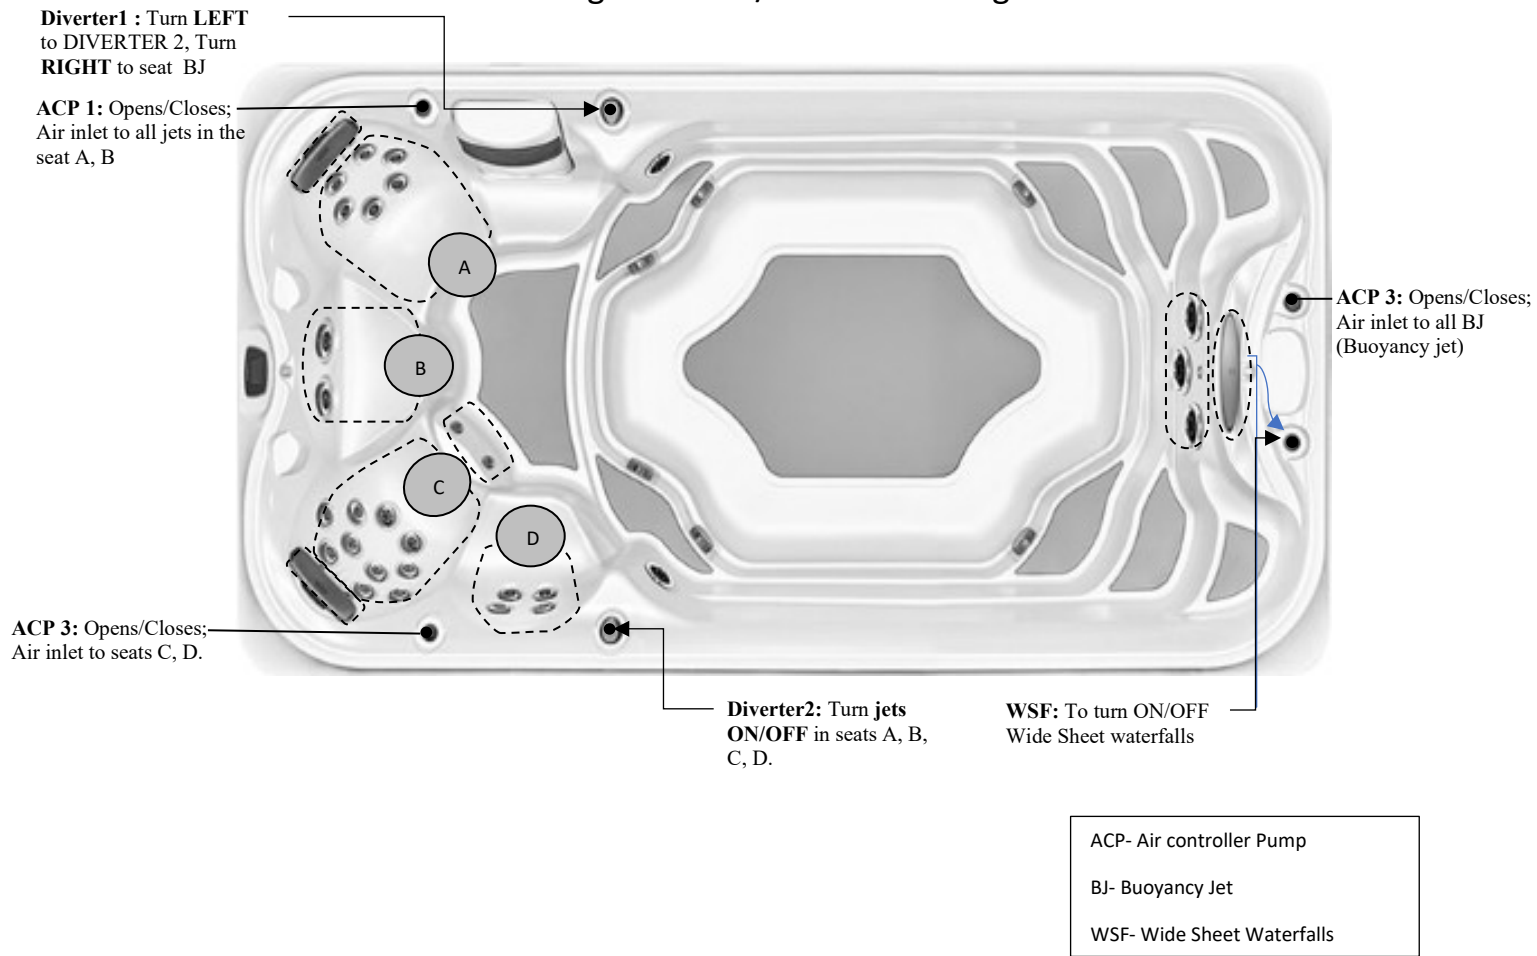 Diverter1 : Turn LEFT
to DIVERTER 2, Turn
RIGHT to seat BJ
ACP 1: Opens/Closes;
Air inlet to all jets in the
seat A, B
A
B
C
D
ACP 3: Opens/Closes;
Air inlet to all BJ
(Buoyancy jet)
ACP 3: Opens/Closes;
Air inlet to seats C, D.
Diverter2: Turn jets
ON/OFF in seats A, B,
C, D.
WSF: To turn ON/OFF
Wide Sheet waterfalls
ACP- Air controller Pump
BJ- Buoyancy Jet
WSF- Wide Sheet Waterfalls